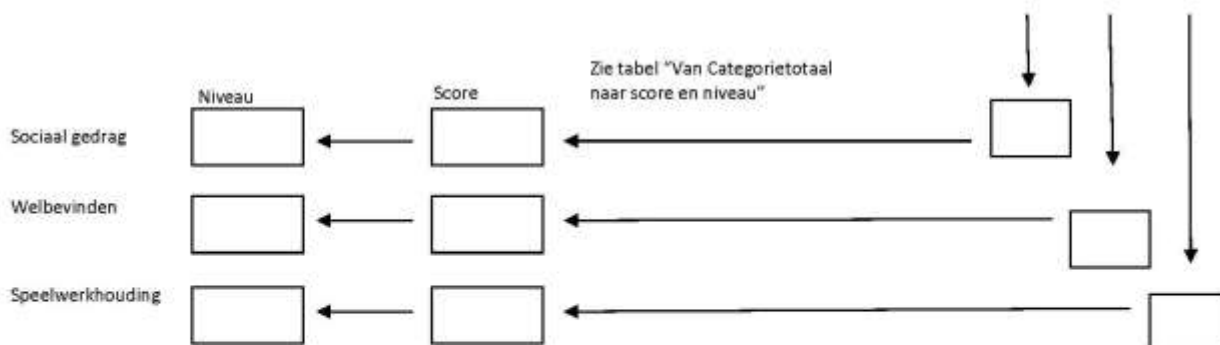 Zie tabel "Van Categorietotaal
naar score en niveau"
Niveau
Score
Sociaal gedrag
Welbevinden
Speelwerkhouding